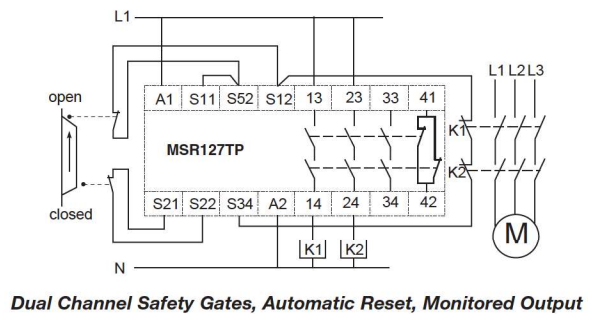 L1
L1 L2 L3
open
A1 S11 S52 S12 13 23 33 41
K1
MSR127TP
K2
closed
S21 S22 S34 A2 14 24 34 42
M
K1 K2
N
Dual Channel Safety Gates, Automatic Reset, Monitored Output